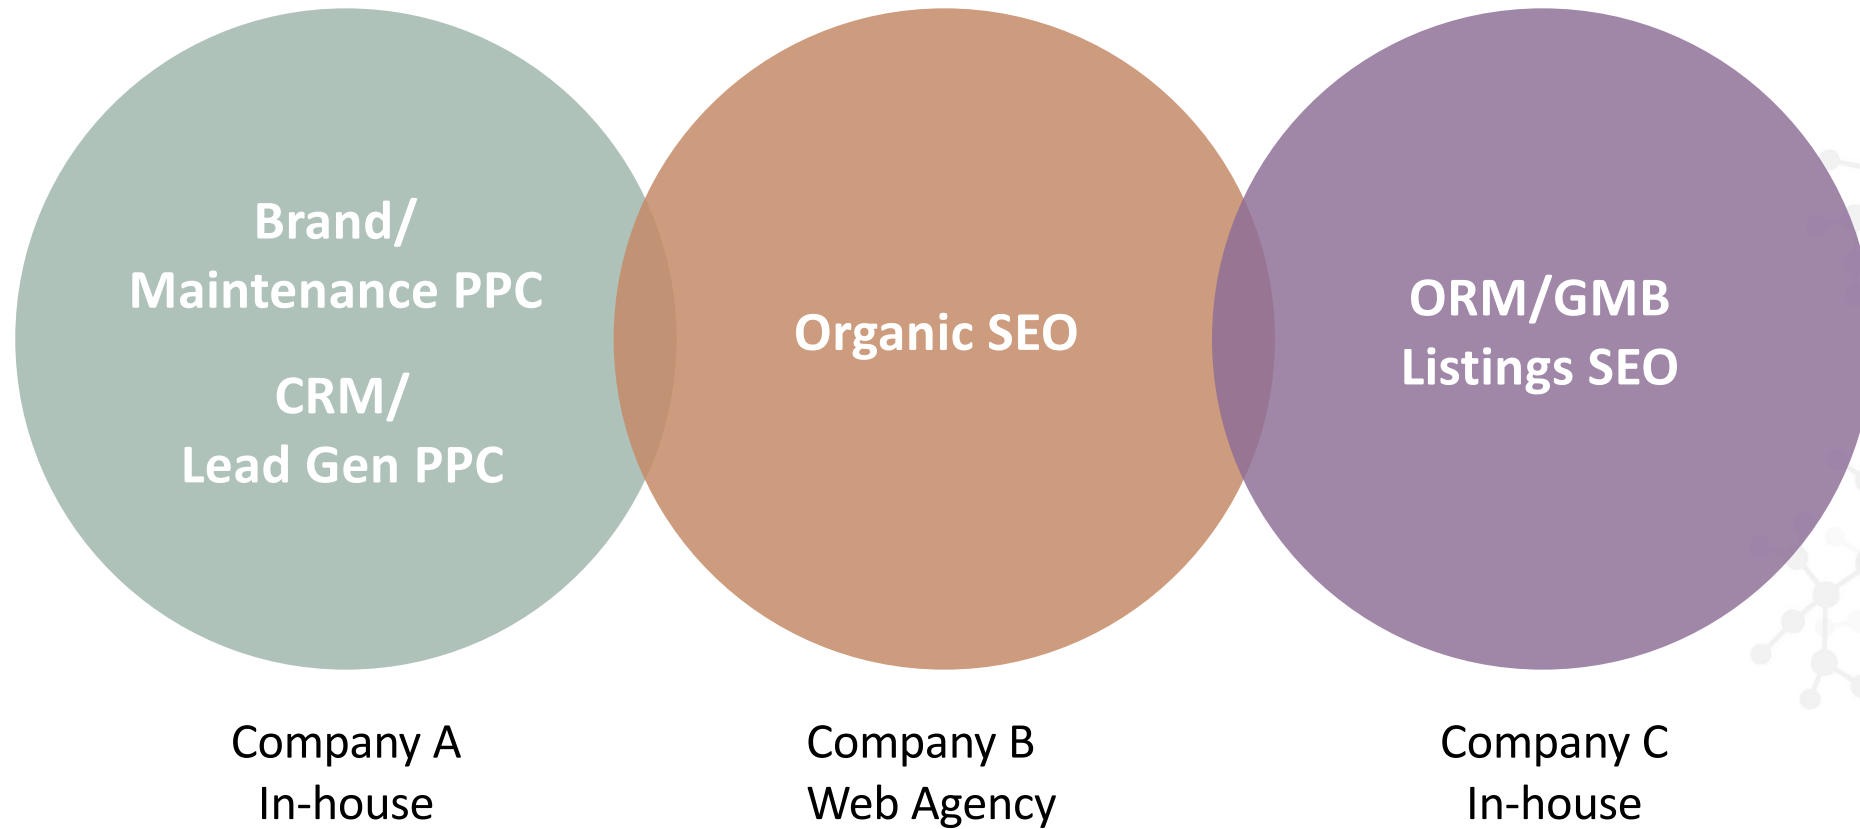 Brand/
Maintenance PPC
CRM/
Lead Gen PPC
Organic SEO
ORM/GMB
Listings SEO
Company A
In-house
Company B
Web Agency
Company C
In-house